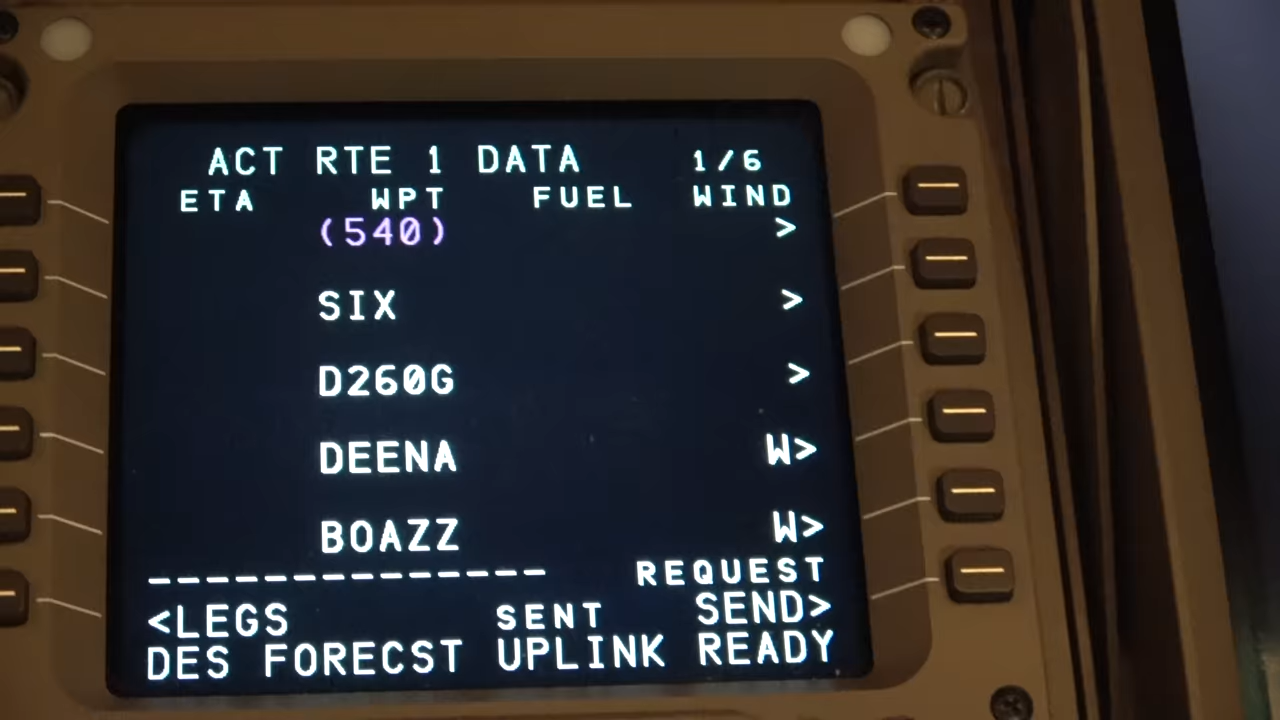 ACT RTE 1 DATA 1/6
ETA WPT FUEL WIND
(540) >
SIX >
D260G >
DEENA W>
BOAZZ W>
--------------- REQUEST
<LEGS SENT SEND>
DES FORECST UPLINK READY